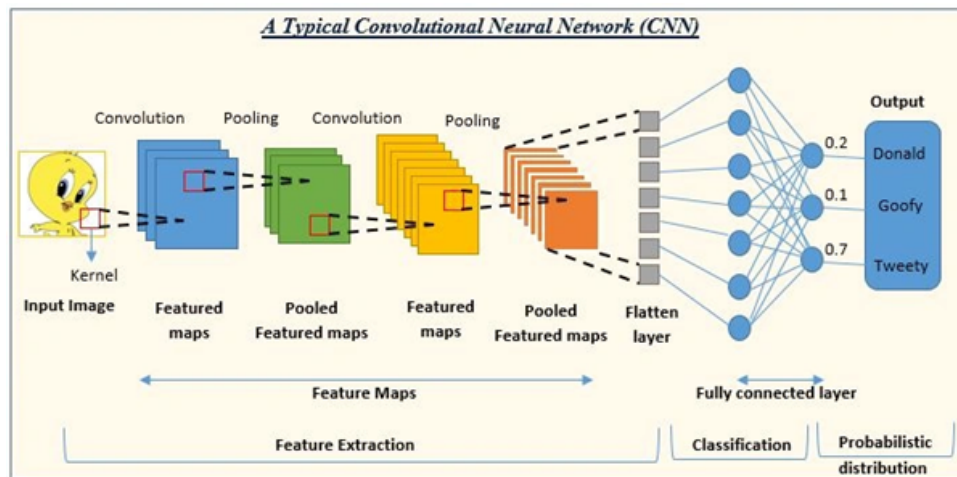 A Typical Convolutional Neural Network (CNN)
Convolution
Pooling
Convolution
Pooling
Output
0.2
Donald
0.1
Goofy
0.7
Tweety
Kernel
Input Image
Featured
maps
Pooled
Featured maps
Featured
maps
Pooled
Featured maps
Flatten
layer
Feature Maps
Fully connected layer
Feature Extraction
Classification
Probabilistic
distribution